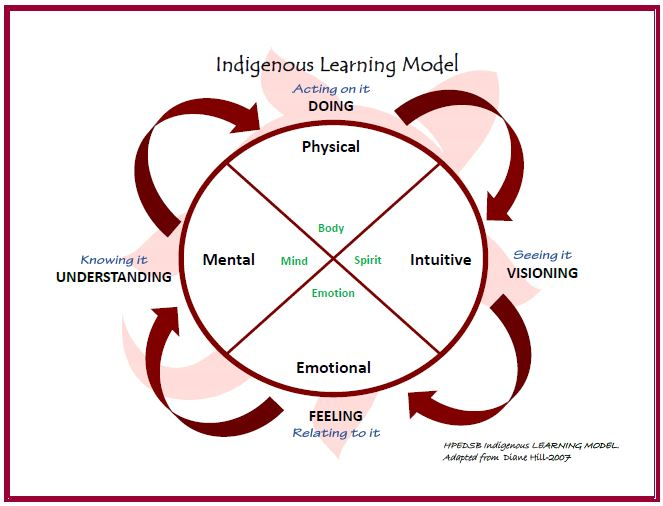 Indigenous Learning Model
Acting on it
DOING
Physical
Body
Knowing it
UNDERSTANDING
Mental
Mind
Spirit
Intuitive
Seeing it
VISIONING
Emotion
Emotional
FEELING
Relating to it
HPEDSB Indigenous LEARNING MODEL.
Adapted from Diane Hill-2007